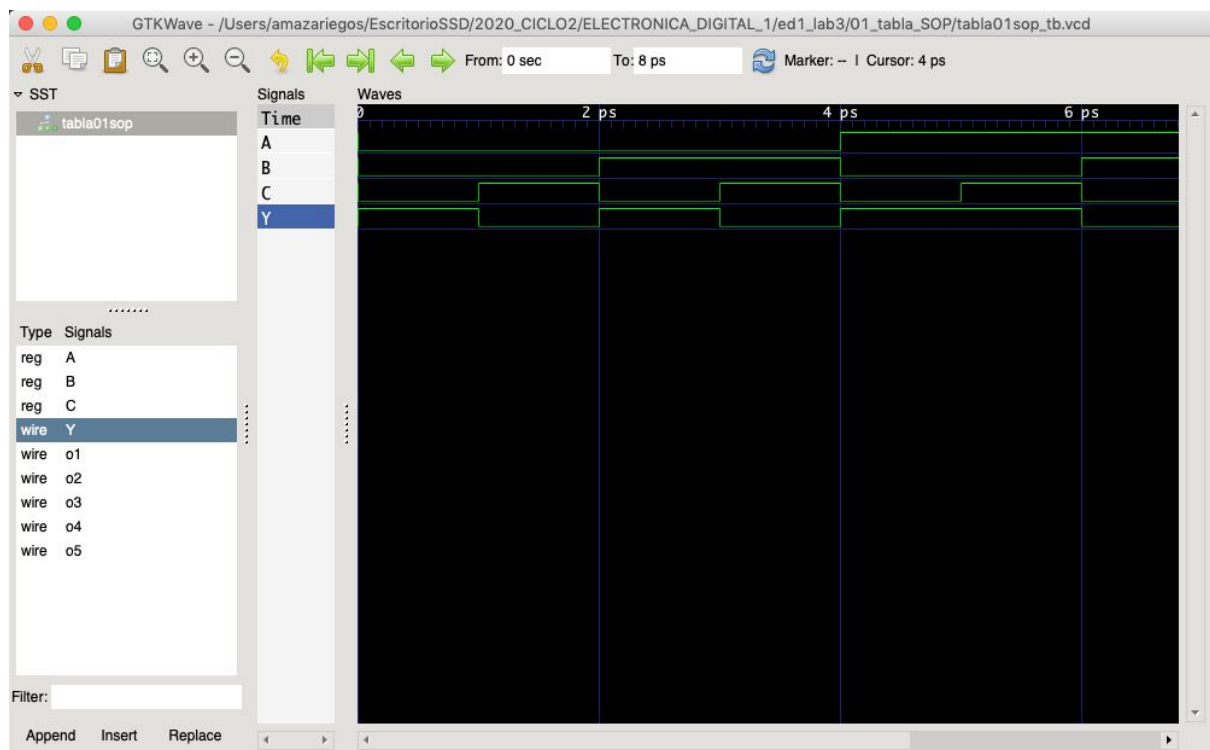 GTKWave - /Users/amazariegos/EscritorioSSD/2020_CICLO2/ELECTRONICA_DIGITAL_1/ed1_lab3/01_tabla_SOP/tabla01sop_tb.vcd
From: 0 sec To: 8 ps Marker: -- | Cursor: 4 ps
SST
tabla01sop
Signals
Time
A
B
C
Y
Waves
0 2 ps 4 ps 6 ps
Type Signals
reg A
reg B
reg C
wire Y
wire o1
wire o2
wire o3
wire o4
wire o5
Filter:
Append Insert Replace